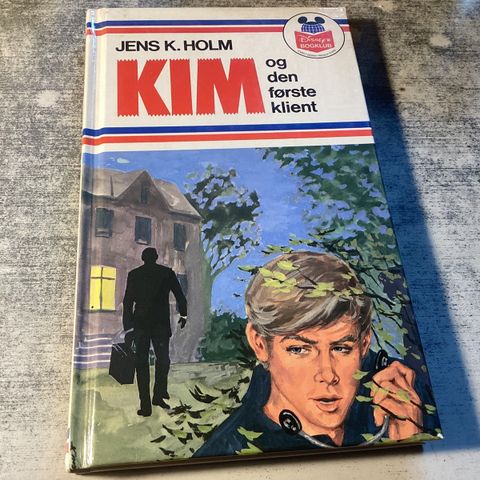 JENS K. HOLM
KIM
og
den
første
klient
Disney's
BOGKLUB